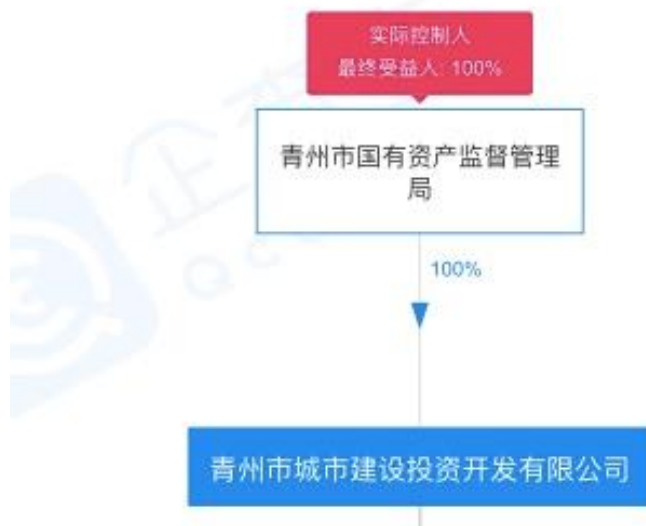 实际控制人
最终受益人: 100%
青州市国有资产监督管理
局
100%
青州市城市建设投资开发有限公司